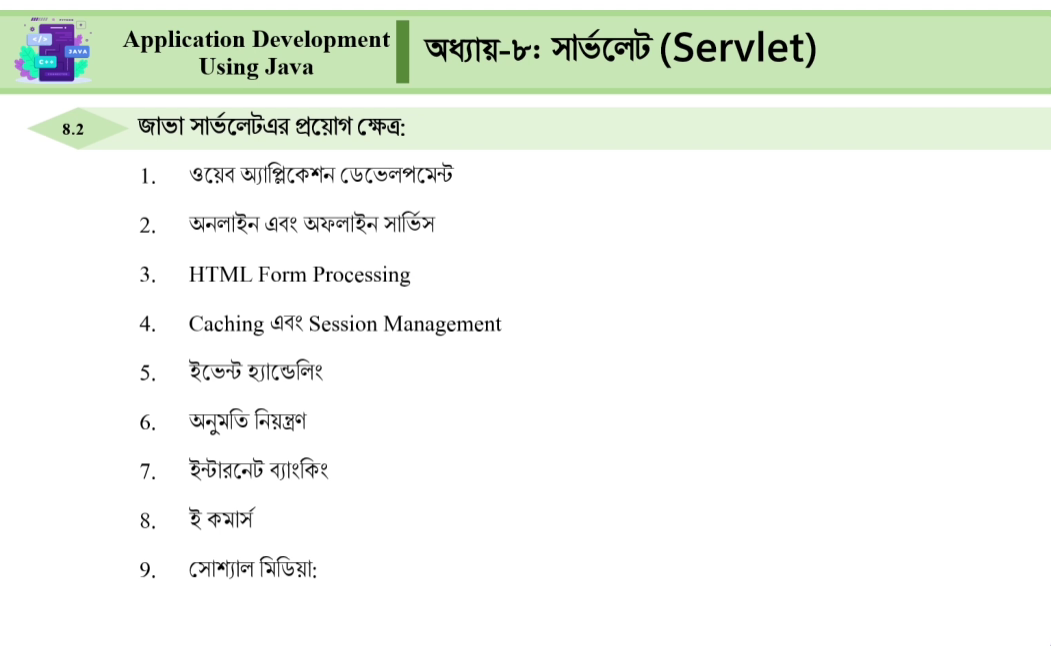 Application Development
Using Java
অধ্যায়-৮: সার্ভলেট (Servlet)
</>
JAVA
C++
8.2 জাভা সার্ভলেটএর প্রয়োগ ক্ষেত্র:
1. ওয়েব অ্যাপ্লিকেশন ডেভেলপমেন্ট
2. অনলাইন এবং অফলাইন সার্ভিস
3. HTML Form Processing
4. Caching এবং Session Management
5. ইভেন্ট হ্যান্ডেলিং
6. অনুমতি নিয়ন্ত্রণ
7. ইন্টারনেট ব্যাংকিং
8. ই কমার্স
9. সোশ্যাল মিডিয়া: